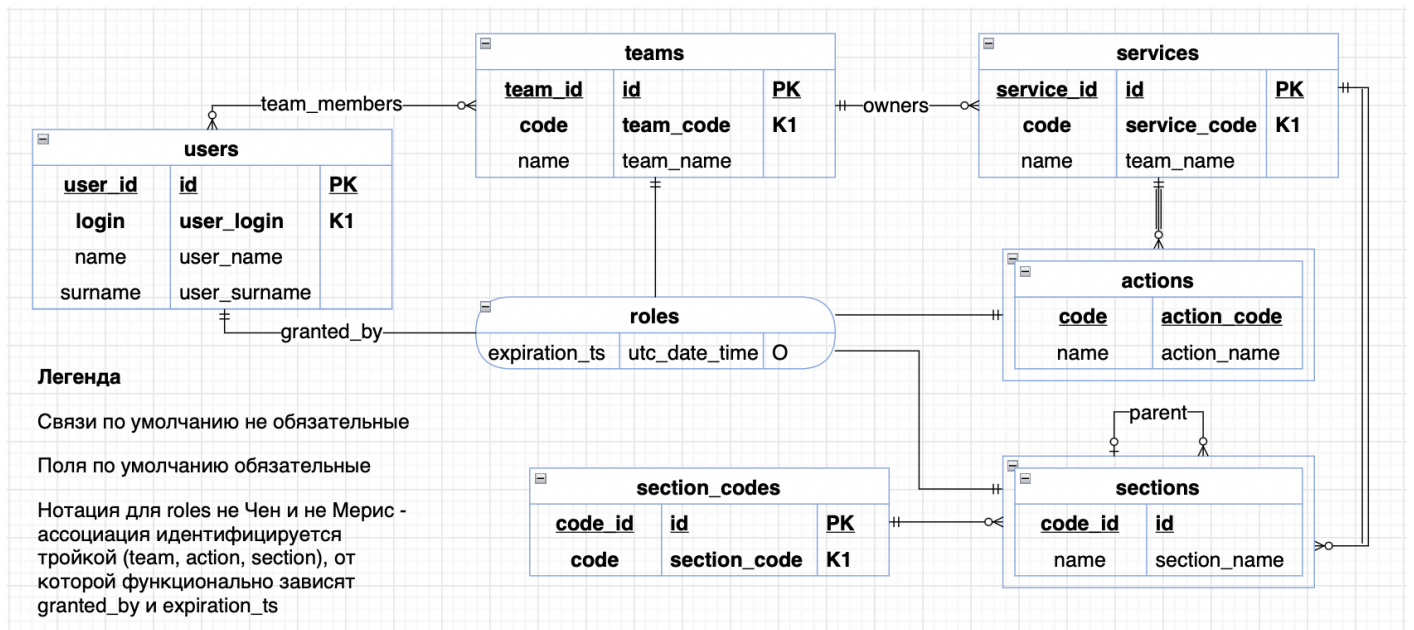 teams
team_id id PK
code team_code K1
name team_name
services
service_id id PK
code service_code K1
name team_name
team_members
owners
users
user_id id PK
login user_login K1
name user_name
surname user_surname
granted_by
roles
expiration_ts utc_date_time O
actions
code action_code
name action_name
parent
sections
code_id id
name section_name
section_codes
code_id id PK
code section_code K1
Легенда
Связи по умолчанию не обязательные
Поля по умолчанию обязательные
Нотация для roles не Чен и не Мерис -
ассоциация идентифицируется
тройкой (team, action, section), от
которой функционально зависят
granted_by и expiration_ts